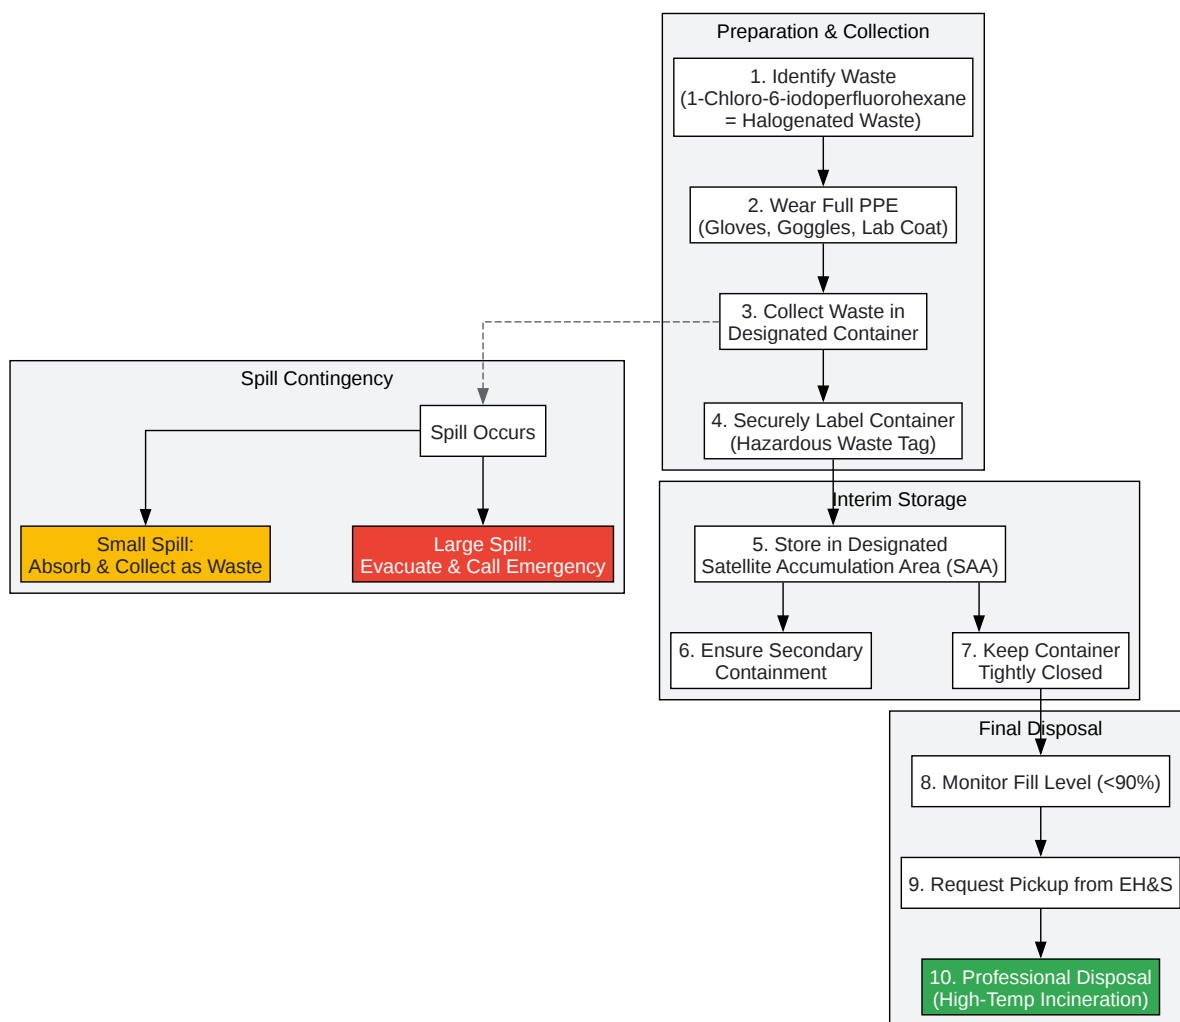 Preparation & Collection
1. Identify Waste
(1-Chloro-6-iodoperfluorohexane
= Halogenated Waste)
2. Wear Full PPE
(Gloves, Goggles, Lab Coat)
3. Collect Waste in
Designated Container
4. Securely Label Container
(Hazardous Waste Tag)
Spill Contingency
Spill Occurs
Small Spill:
Absorb & Collect as Waste
Large Spill:
Evacuate & Call Emergency
Interim Storage
5. Store in Designated
Satellite Accumulation Area (SAA)
6. Ensure Secondary
Containment
7. Keep Container
Tightly Closed
Final Disposal
8. Monitor Fill Level (<90%)
9. Request Pickup from EH&S
10. Professional Disposal
(High-Temp Incineration)